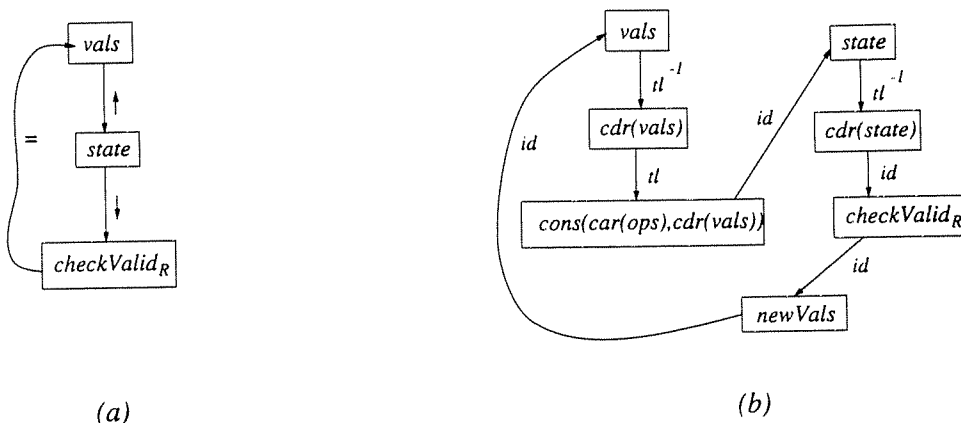 vals
↑
=
state
↓
checkValid_R
(a)
vals
tl^-1
cdr(vals)
id
tl
cons(car(ops),cdr(vals))
id
state
tl^-1
cdr(state)
id
checkValid_R
id
newVals
(b)